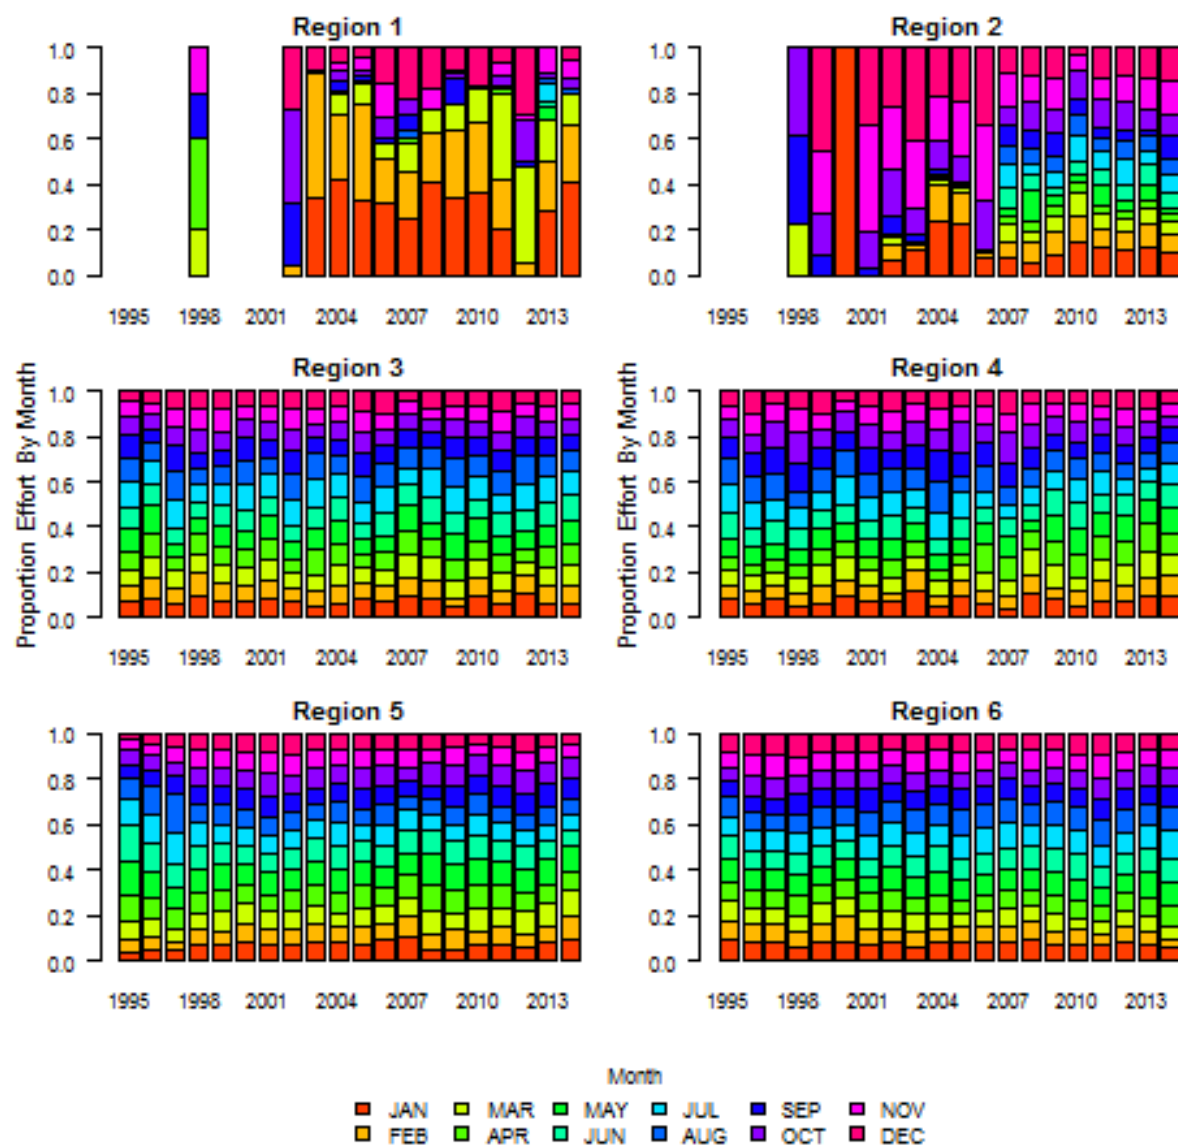 Region 1
1.0
0.8
0.6
0.4
0.2
0.0
1995 1998 2001 2004 2007 2010 2013
Region 2
1.0
0.8
0.6
0.4
0.2
0.0
1995 1998 2001 2004 2007 2010 2013
Proportion Effort By Month
Region 3
1.0
0.8
0.6
0.4
0.2
0.0
1995 1998 2001 2004 2007 2010 2013
Proportion Effort By Month
Region 4
1.0
0.8
0.6
0.4
0.2
0.0
1995 1998 2001 2004 2007 2010 2013
Region 5
1.0
0.8
0.6
0.4
0.2
0.0
1995 1998 2001 2004 2007 2010 2013
Region 6
1.0
0.8
0.6
0.4
0.2
0.0
1995 1998 2001 2004 2007 2010 2013
Month
JAN MAR MAY JUL SEP NOV
FEB APR JUN AUG OCT DEC